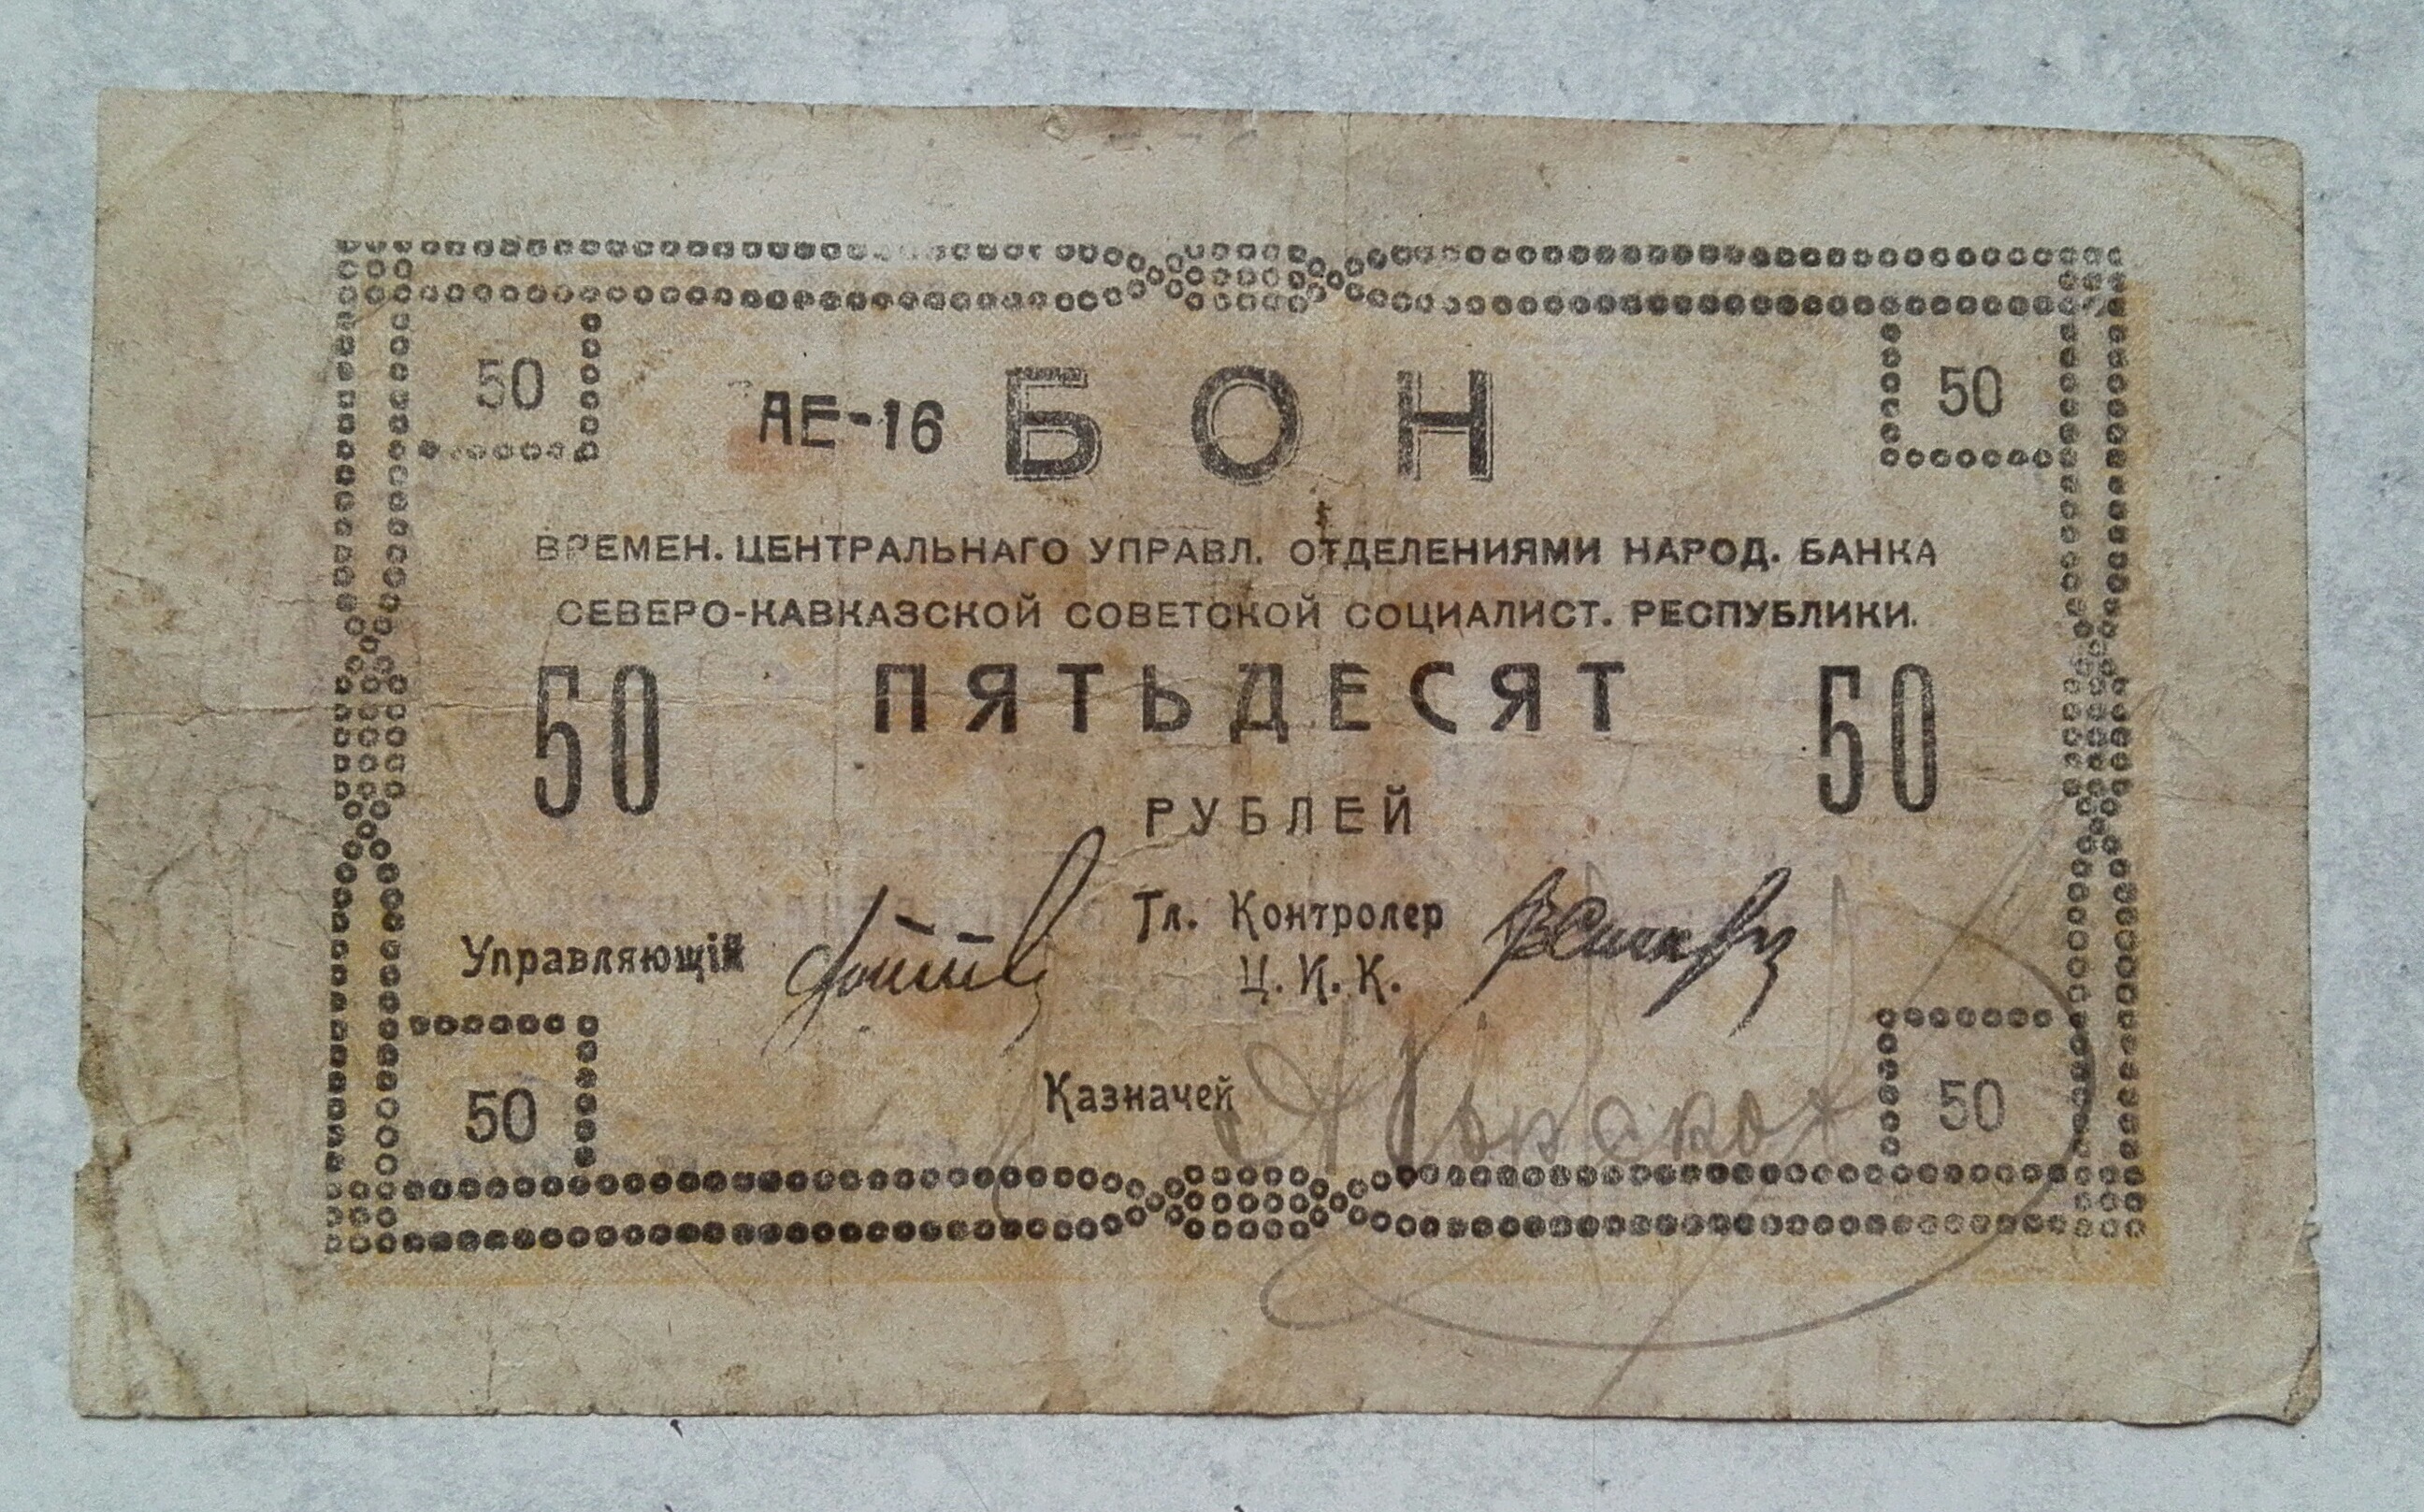 50 50
АЕ-16 БОН
ВРЕМЕН. ЦЕНТРАЛЬНАГО УПРАВЛ. ОТДЕЛЕНИЯМИ НАРОД. БАНКА
СЕВЕРО-КАВКАЗСКОЙ СОВЕТСКОЙ СОЦИАЛИСТ. РЕСПУБЛИКИ.
50 ПЯТЬДЕСЯТ 50
РУБЛЕЙ
Управляющій Гл. Контролер
Ц. И. К.
Казначей
50 50